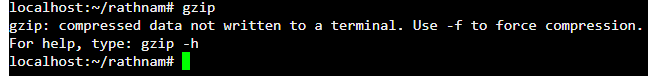 localhost:~/rathnam# gzip
gzip: compressed data not written to a terminal. Use -f to force compression.
For help, type: gzip -h
localhost:~/rathnam#